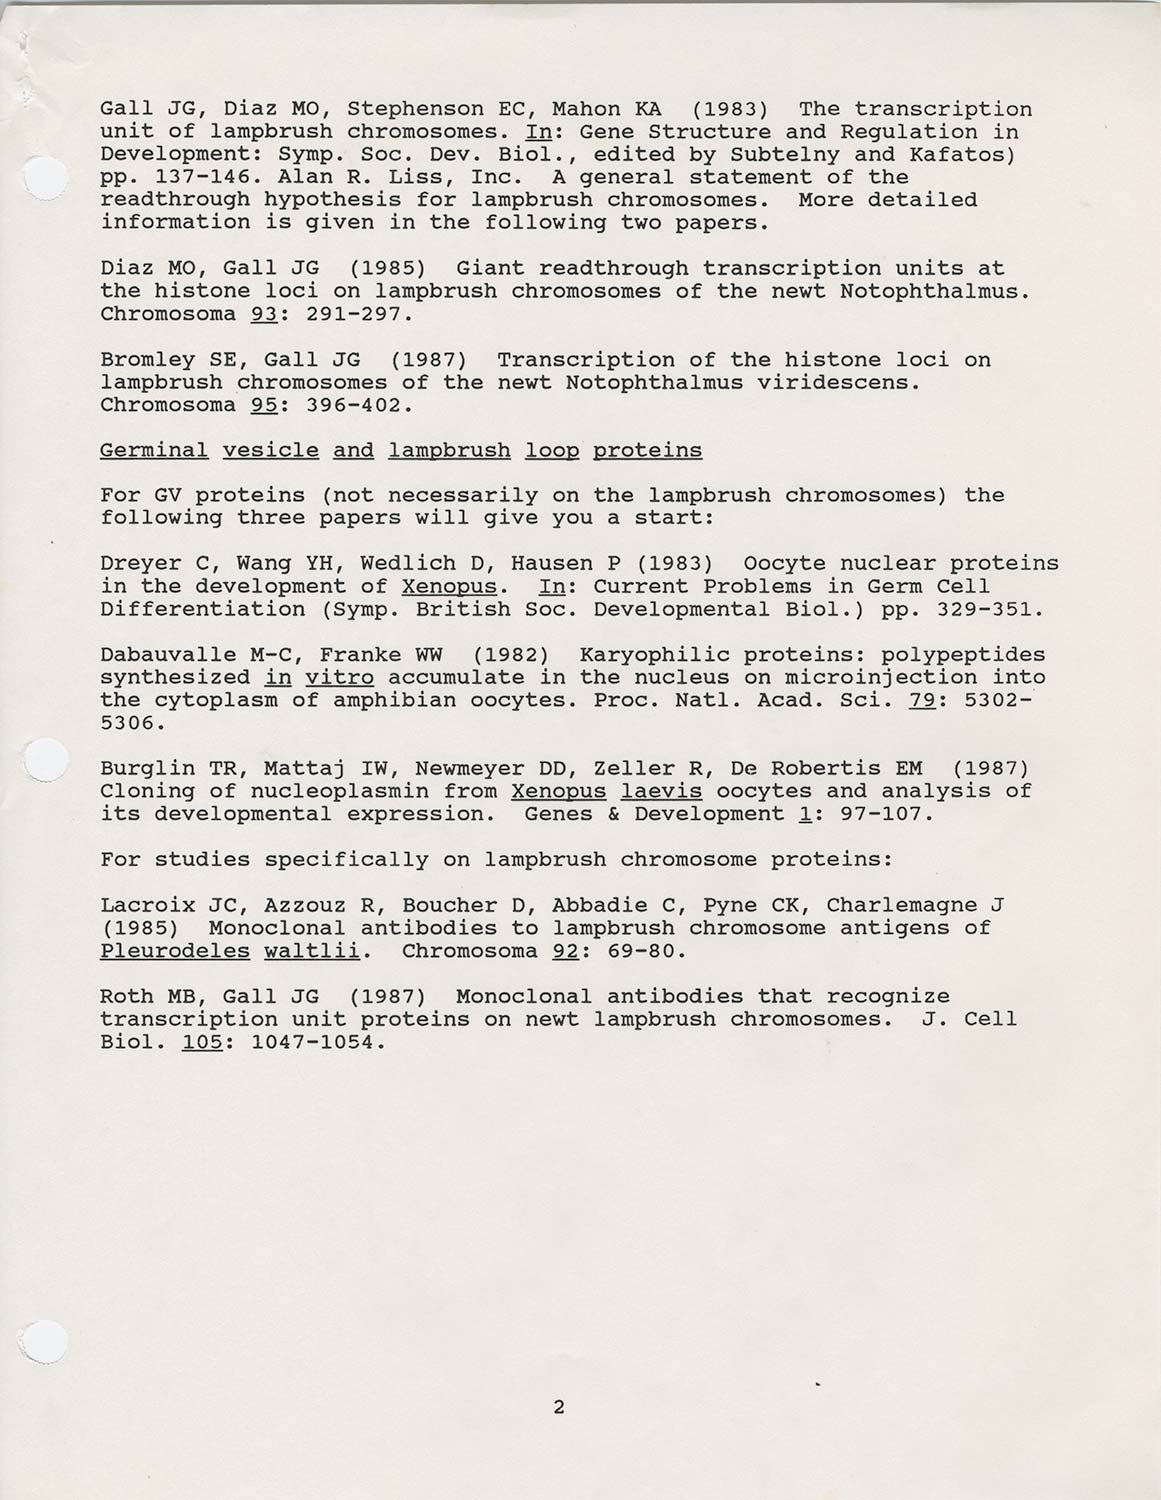 Gall JG, Diaz MO, Stephenson EC, Mahon KA (1983) The transcription
unit of lampbrush chromosomes. In: Gene Structure and Regulation in
Development: Symp. Soc. Dev. Biol., edited by Subtelny and Kafatos)
pp. 137-146. Alan R. Liss, Inc. A general statement of the
readthrough hypothesis for lampbrush chromosomes. More detailed
information is given in the following two papers.
Diaz MO, Gall JG (1985) Giant readthrough transcription units at
the histone loci on lampbrush chromosomes of the newt Notophthalmus.
Chromosoma 93: 291-297.
Bromley SE, Gall JG (1987) Transcription of the histone loci on
lampbrush chromosomes of the newt Notophthalmus viridescens.
Chromosoma 95: 396-402.
Germinal vesicle and lampbrush loop proteins
For GV proteins (not necessarily on the lampbrush chromosomes) the
following three papers will give you a start:
Dreyer C, Wang YH, Wedlich D, Hausen P (1983) Oocyte nuclear proteins
in the development of Xenopus. In: Current Problems in Germ Cell
Differentiation (Symp. British Soc. Developmental Biol.) pp. 329-351.
Dabauvalle M-C, Franke WW (1982) Karyophilic proteins: polypeptides
synthesized in vitro accumulate in the nucleus on microinjection into
the cytoplasm of amphibian oocytes. Proc. Natl. Acad. Sci. 79: 5302-
5306.
Burglin TR, Mattaj IW, Newmeyer DD, Zeller R, De Robertis EM (1987)
Cloning of nucleoplasmin from Xenopus laevis oocytes and analysis of
its developmental expression. Genes & Development 1: 97-107.
For studies specifically on lampbrush chromosome proteins:
Lacroix JC, Azzouz R, Boucher D, Abbadie C, Pyne CK, Charlemagne J
(1985) Monoclonal antibodies to lampbrush chromosome antigens of
Pleurodeles waltlii. Chromosoma 92: 69-80.
Roth MB, Gall JG (1987) Monoclonal antibodies that recognize
transcription unit proteins on newt lampbrush chromosomes. J. Cell
Biol. 105: 1047-1054.
2